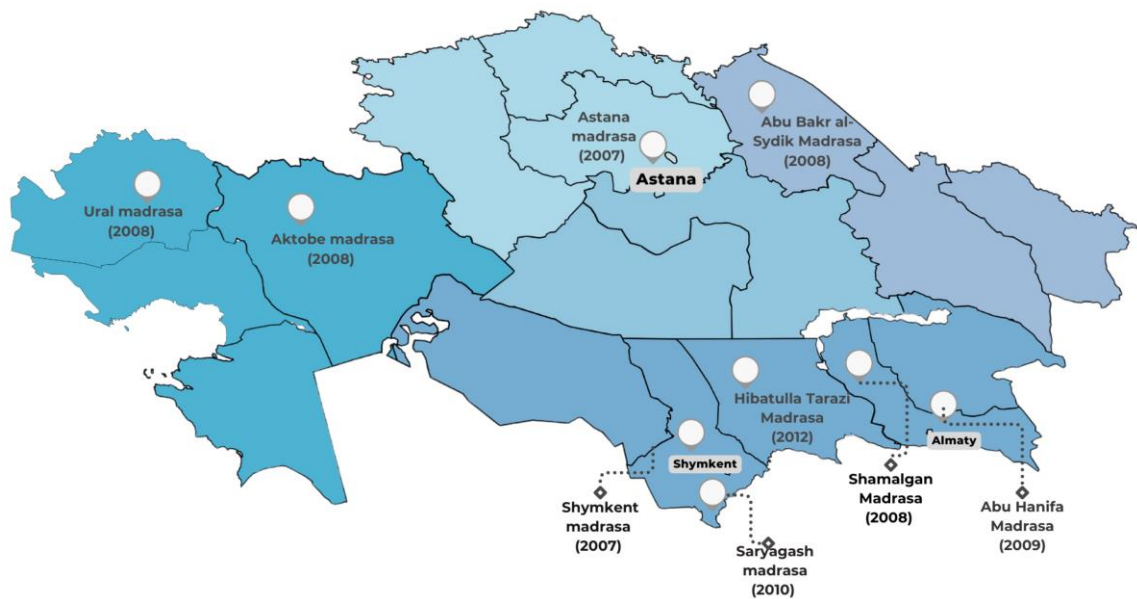 Astana
madrasa
(2007)
Astana
Abu Bakr al-
Sydik Madrasa
(2008)
Ural madrasa
(2008)
Aktobe madrasa
(2008)
Hibatulla Tarazi
Madrasa
(2012)
Shymkent
Almaty
Shymkent
madrasa
(2007)
Saryagash
madrasa
(2010)
Shamalgan
Madrasa
(2008)
Abu Hanifa
Madrasa
(2009)